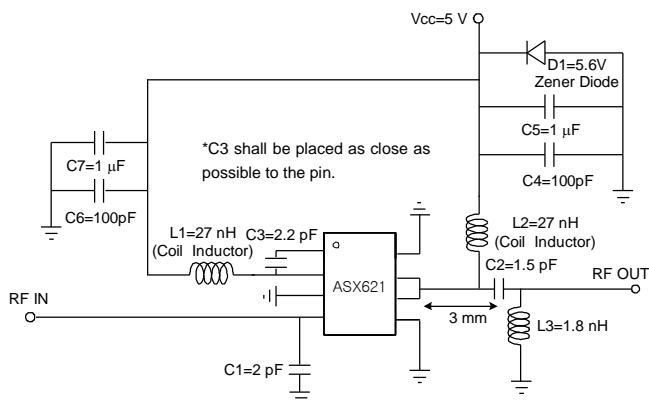 Vcc=5 V
D1=5.6V
Zener Diode
C5=1 μF
C4=100pF
*C3 shall be placed as close as
possible to the pin.
C7=1 μF
C6=100pF
L1=27 nH
(Coil Inductor)
C3=2.2 pF
L2=27 nH
(Coil Inductor)
C2=1.5 pF
RF OUT
ASX621
RF IN
3 mm
L3=1.8 nH
C1=2 pF